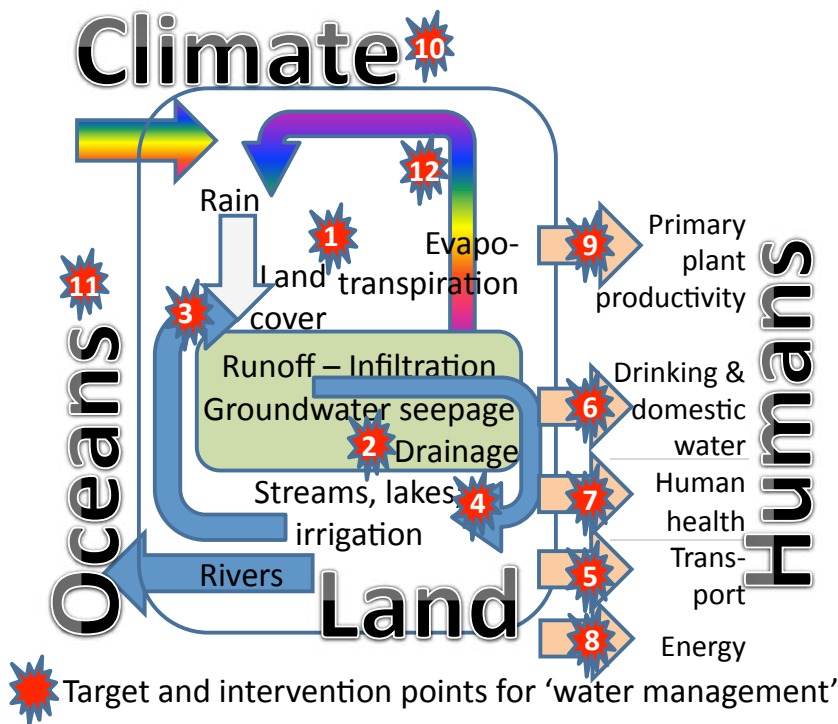 Climate
10
12
Rain
1
Evapo-
transpiration
9
Primary
plant
productivity
11
3
Land
cover
Oceans
Runoff – Infiltration
Groundwater seepage
2
Drainage
6
Drinking &
domestic
water
Humans
Streams, lakes,
irrigation
4
7
Human
health
Rivers
Land
5
Trans-
port
8
Energy
Target and intervention points for ‘water management’